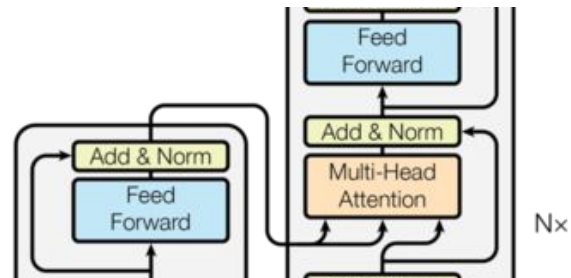 Add & Norm
Feed
Forward
Feed
Forward
Add & Norm
Multi-Head
Attention
N×